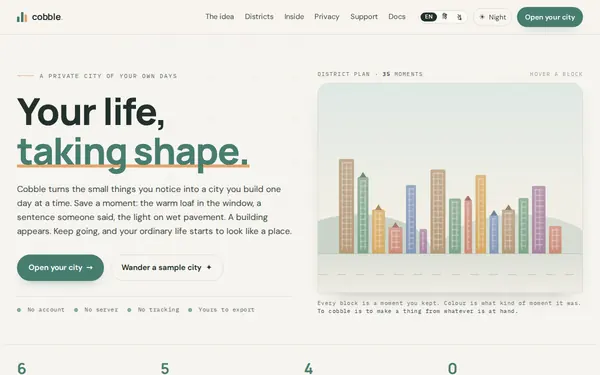 cobble.
The idea
Districts
Inside
Privacy
Support
Docs
EN
हि
Night
Open your city
A PRIVATE CITY OF YOUR OWN DAYS
Your life,
taking shape.
Cobble turns the small things you notice into a city you build one
day at a time. Save a moment: the warm loaf in the window, a
sentence someone said, the light on wet pavement. A building
appears. Keep going, and your ordinary life starts to look like a place.
Open your city →
Wander a sample city
No account
No server
No tracking
Yours to export
DISTRICT PLAN · 35 MOMENTS
HOVER A BLOCK
Every block is a moment you kept. Colour is what kind of moment it was.
To cobble is to make a thing from whatever is at hand.
6
5
4
0